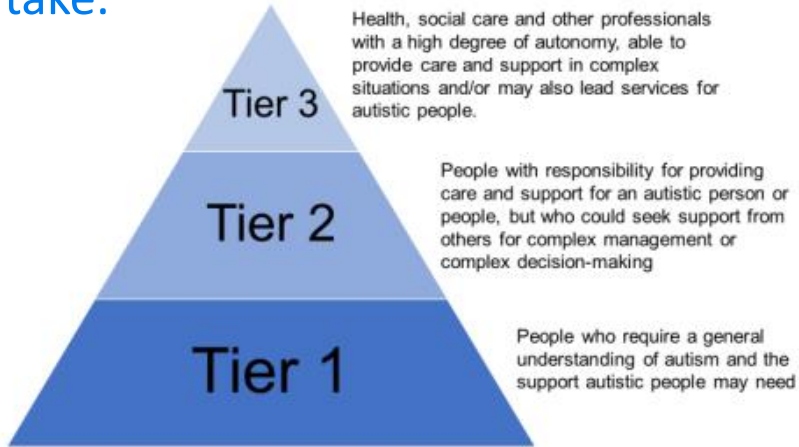 take.
Health, social care and other professionals
with a high degree of autonomy, able to
provide care and support in complex
situations and/or may also lead services for
autistic people.
Tier 3
People with responsibility for providing
care and support for an autistic person or
people, but who could seek support from
others for complex management or
complex decision-making
Tier 2
People who require a general
understanding of autism and the
support autistic people may need
Tier 1